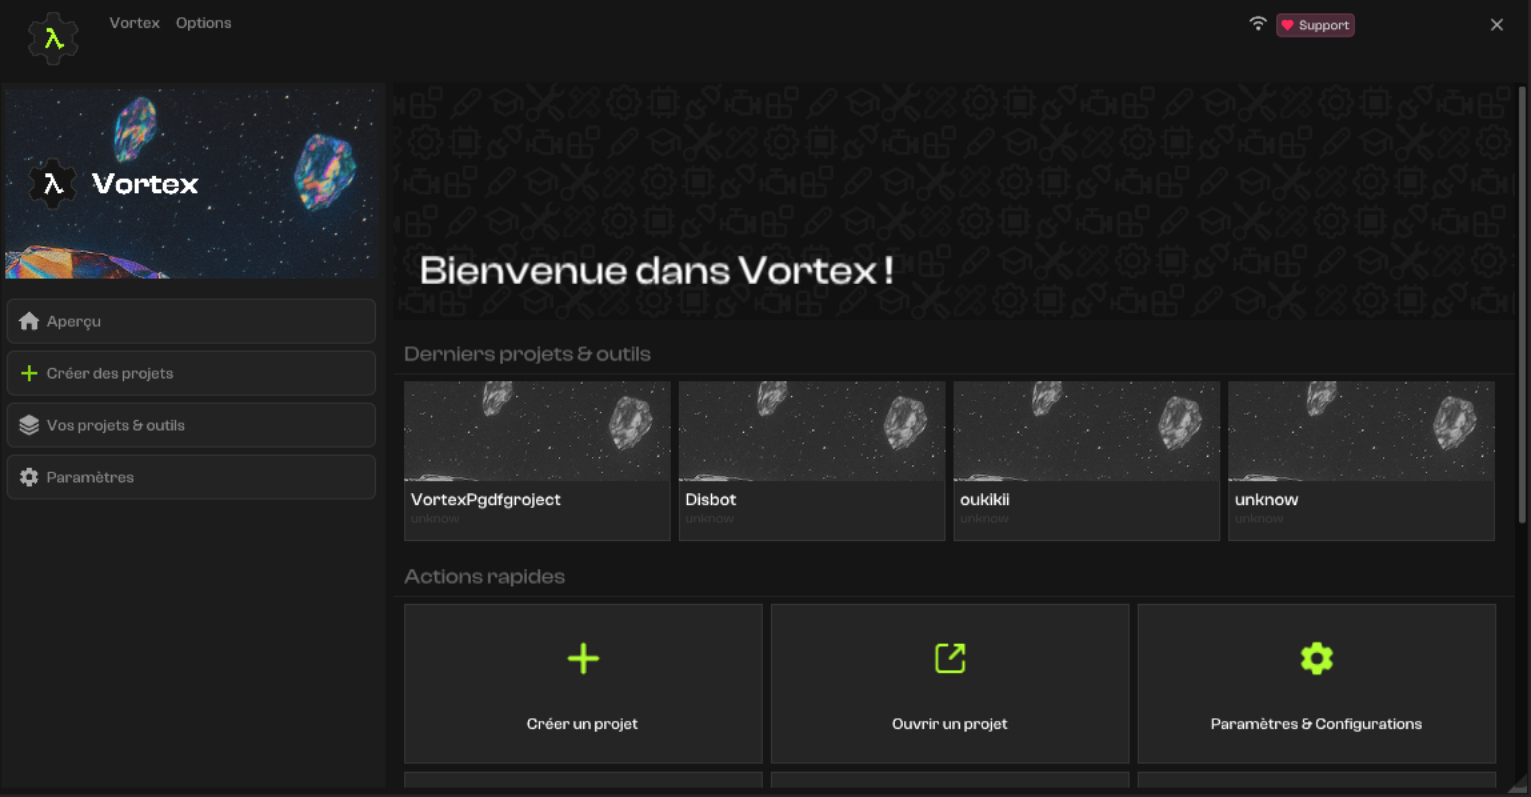 Vortex Options
Support
Vortex
Aperçu
Créer des projets
Vos projets & outils
Paramètres
Bienvenue dans Vortex !
Derniers projets & outils
VortexPgdfgroject
unknow
Disbot
unknow
oukikii
unknow
unknow
unknow
Actions rapides
Créer un projet
Ouvrir un projet
Paramètres & Configurations